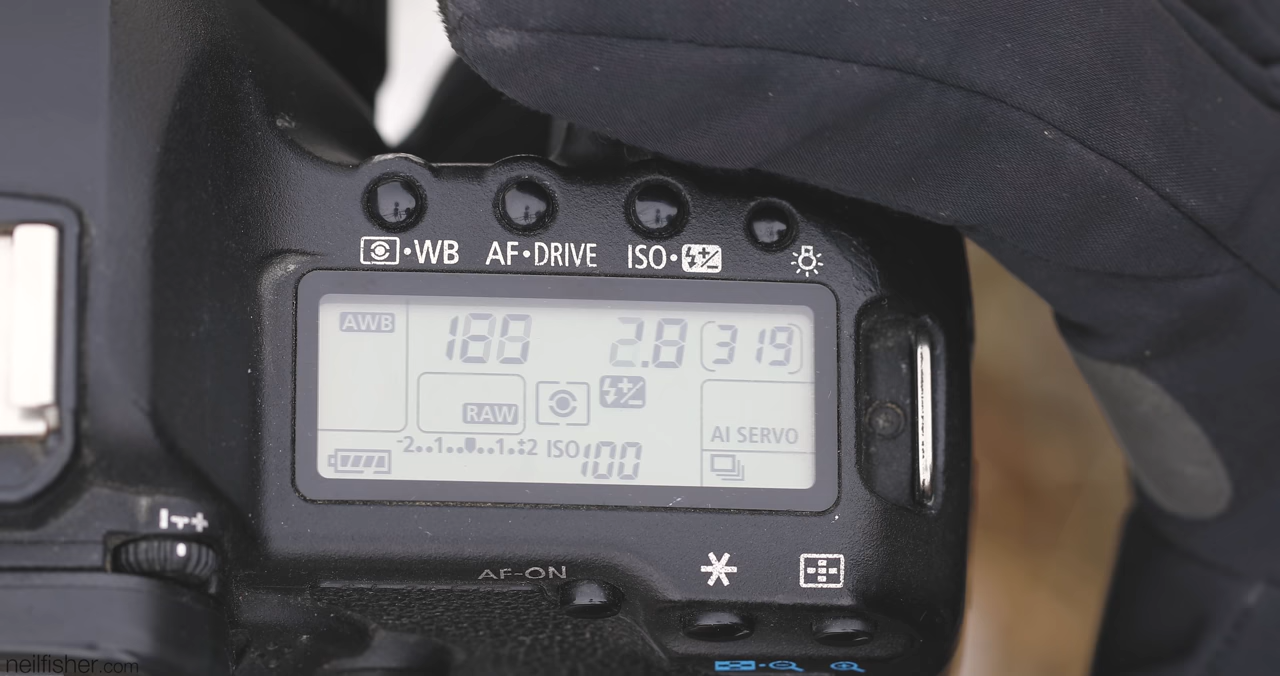 WB AF•DRIVE ISO•
AWB 188 2.8 [319]
RAW
AI SERVO
-2..1..▼..1..+2 ISO 100
AF-ON
neilfisher.com